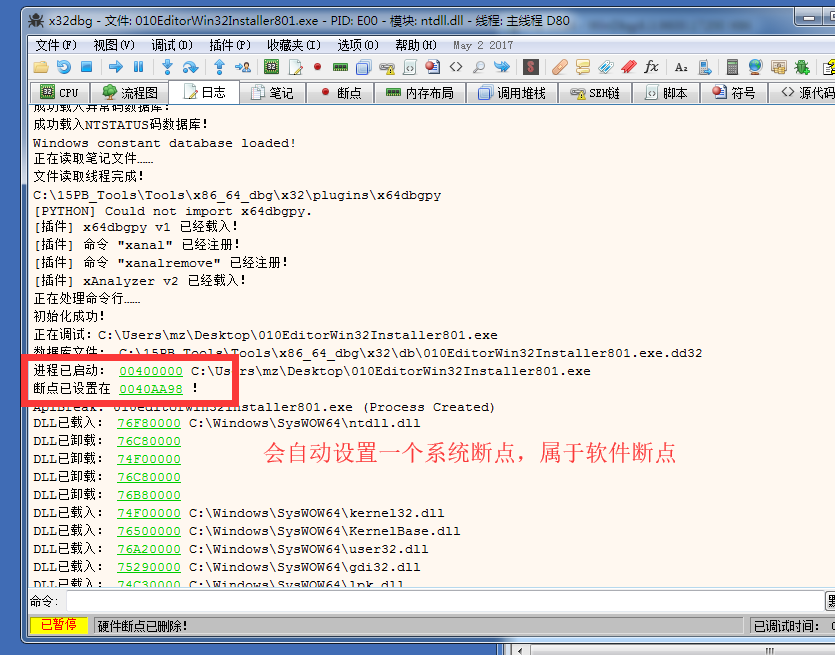 x32dbg - 文件: 010EditorWin32Installer801.exe - PID: E00 - 模块: ntdll.dll - 线程: 主线程 D80
文件(F) 视图(V) 调试(D) 插件(P) 收藏夹(I) 选项(O) 帮助(H) May 2 2017
CPU 流程图 日志 笔记 断点 内存布局 调用堆栈 SEH链 脚本 符号 源代码
成功载入异常码数据库!
成功载入NTSTATUS码数据库!
Windows constant database loaded!
正在读取笔记文件……
文件读取线程完成!
C:\15PB_Tools\Tools\x86_64_dbg\x32\plugins\x64dbgpy
[PYTHON] Could not import x64dbgpy.
[插件] x64dbgpy v1 已经载入!
[插件] 命令 "xanal" 已经注册!
[插件] 命令 "xanalremove" 已经注册!
[插件] xAnalyzer v2 已经载入!
正在处理命令行……
初始化成功!
正在调试: C:\Users\mz\Desktop\010EditorWin32Installer801.exe
数据库文件: C:\15PB_Tools\Tools\x86_64_dbg\x32\db\010EditorWin32Installer801.exe.dd32
进程已启动: 00400000 C:\Users\mz\Desktop\010EditorWin32Installer801.exe
断点已设置在 0040AA98 !
ApiBreak: 010EditorWin32Installer801.exe (Process Created)
DLL已载入: 76F80000 C:\Windows\SysWOW64\ntdll.dll
DLL已卸载: 76C80000
会自动设置一个系统断点，属于软件断点
DLL已卸载: 74F00000
DLL已卸载: 76C80000
DLL已卸载: 76B80000
DLL已载入: 74F00000 C:\Windows\SysWOW64\kernel32.dll
DLL已载入: 76500000 C:\Windows\SysWOW64\KernelBase.dll
DLL已载入: 76A20000 C:\Windows\SysWOW64\user32.dll
DLL已载入: 75290000 C:\Windows\SysWOW64\gdi32.dll
DLL已载入: 74C30000 C:\Windows\SysWOW64\lpk.dll
命令:
已暂停 硬件断点已删除! 已调试时间: